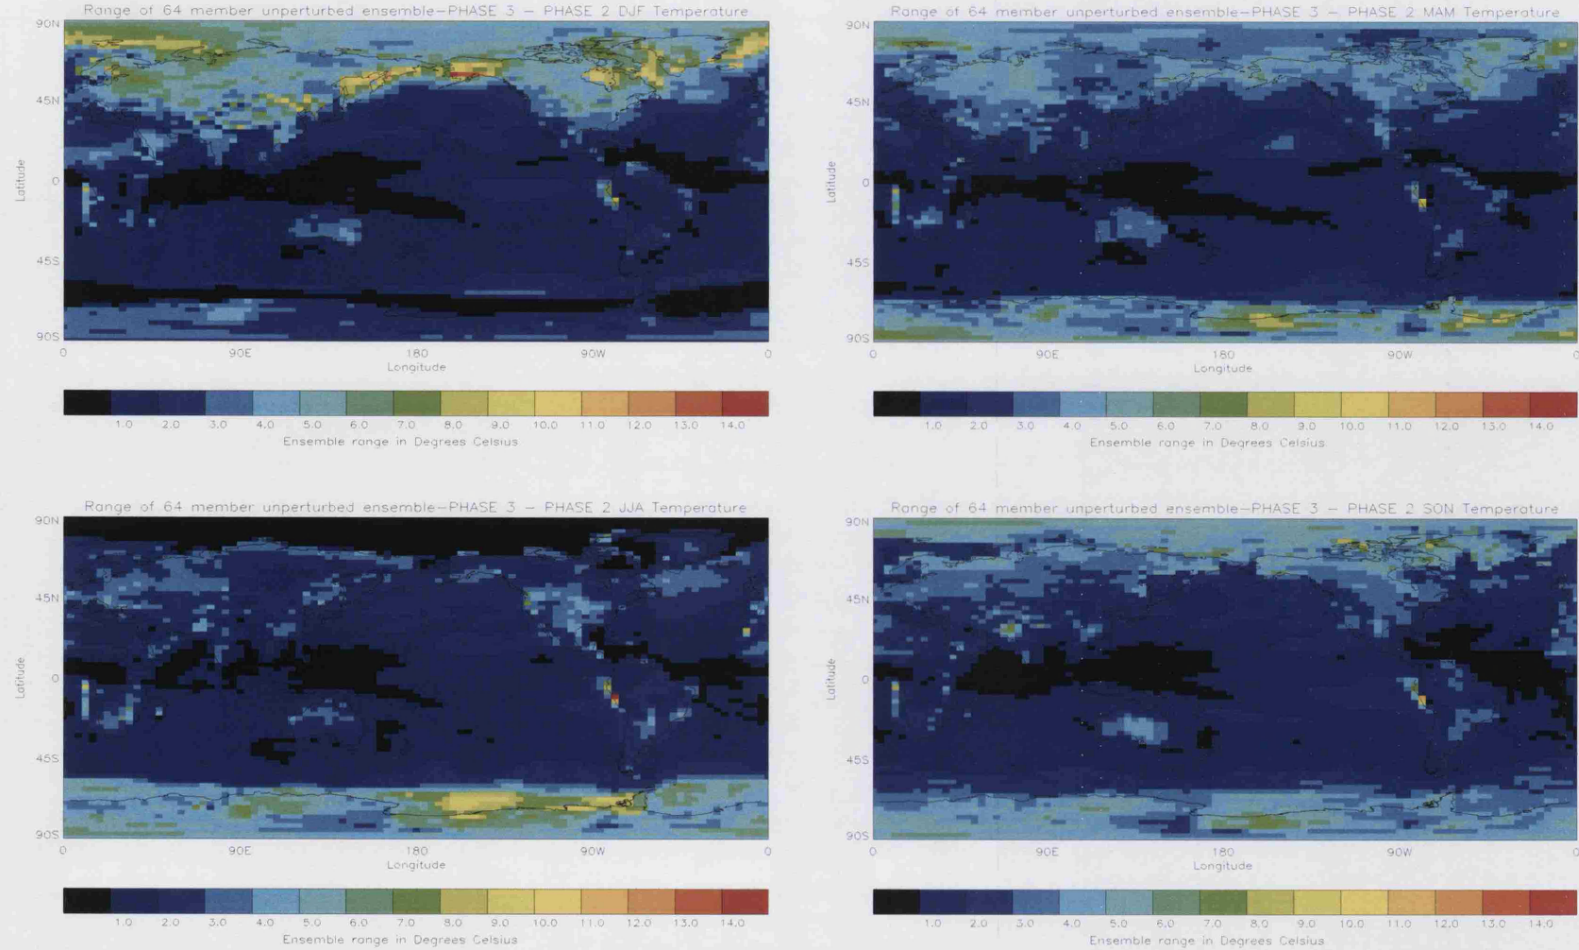 Range of 64 member unperturbed ensemble-PHASE 3 - PHASE 2 DJF Temperature
90N
45N
0
45S
90S
Latitude
0 90E 180 90W 0
Longitude
1.0 2.0 3.0 4.0 5.0 6.0 7.0 8.0 9.0 10.0 11.0 12.0 13.0 14.0
Ensemble range in Degrees Celsius
Range of 64 member unperturbed ensemble-PHASE 3 - PHASE 2 MAM Temperature
90N
45N
0
45S
90S
Latitude
0 90E 180 90W 0
Longitude
1.0 2.0 3.0 4.0 5.0 6.0 7.0 8.0 9.0 10.0 11.0 12.0 13.0 14.0
Ensemble range in Degrees Celsius
Range of 64 member unperturbed ensemble-PHASE 3 - PHASE 2 JJA Temperature
90N
45N
0
45S
90S
Latitude
0 90E 180 90W 0
Longitude
1.0 2.0 3.0 4.0 5.0 6.0 7.0 8.0 9.0 10.0 11.0 12.0 13.0 14.0
Ensemble range in Degrees Celsius
Range of 64 member unperturbed ensemble-PHASE 3 - PHASE 2 SON Temperature
90N
45N
0
45S
90S
Latitude
0 90E 180 90W 0
Longitude
1.0 2.0 3.0 4.0 5.0 6.0 7.0 8.0 9.0 10.0 11.0 12.0 13.0 14.0
Ensemble range in Degrees Celsius